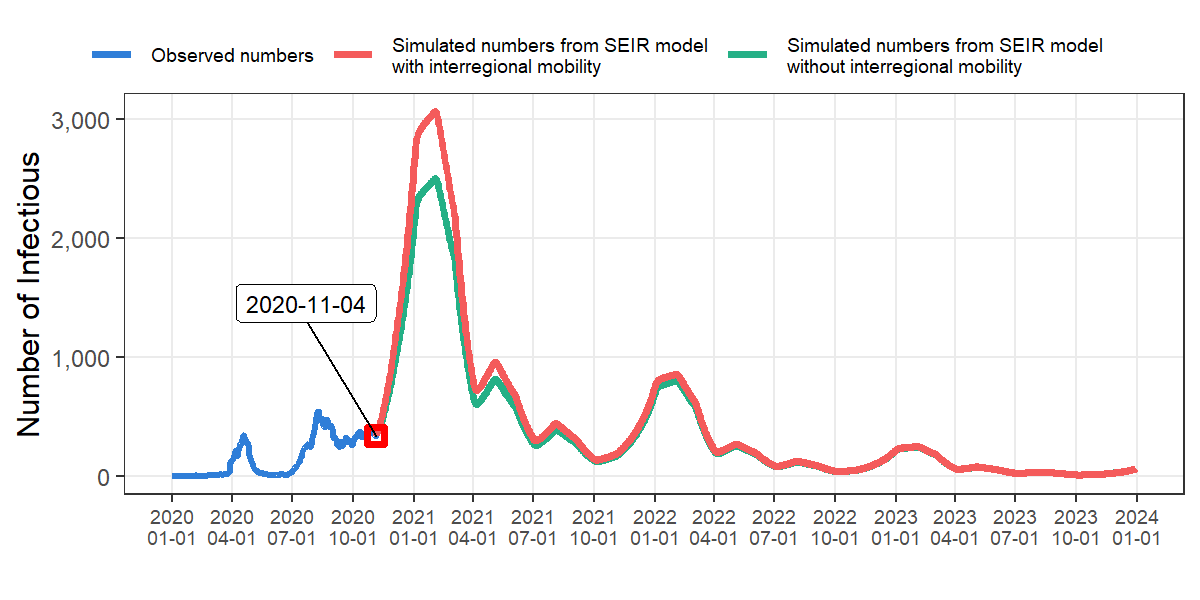 Observed numbers
Simulated numbers from SEIR model
with interregional mobility
Simulated numbers from SEIR model
without interregional mobility
Number of Infectious
3,000
2,000
1,000
0
2020-11-04
2020 2020 2020 2020 2021 2021 2021 2021 2022 2022 2022 2022 2023 2023 2023 2023 2024
01-01 04-01 07-01 10-01 01-01 04-01 07-01 10-01 01-01 04-01 07-01 10-01 01-01 04-01 07-01 10-01 01-01